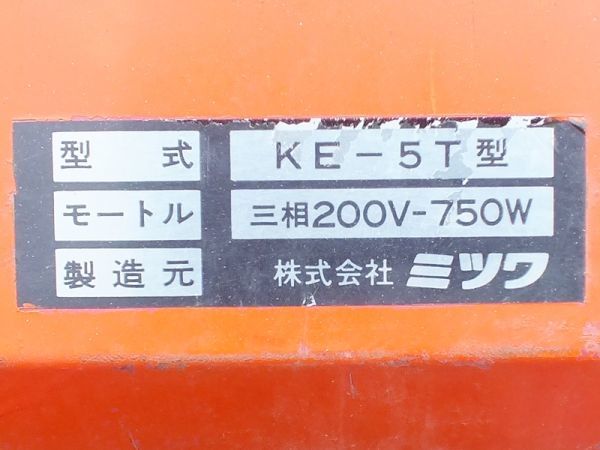 型式 KE-5T型
モートル 三相200V-750W
製造元 株式会社 ミツワ